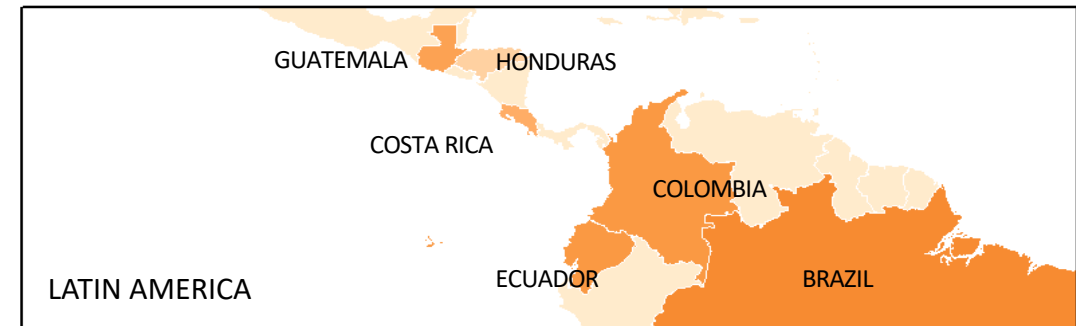 GUATEMALA
HONDURAS
COSTA RICA
COLOMBIA
ECUADOR
BRAZIL
LATIN AMERICA